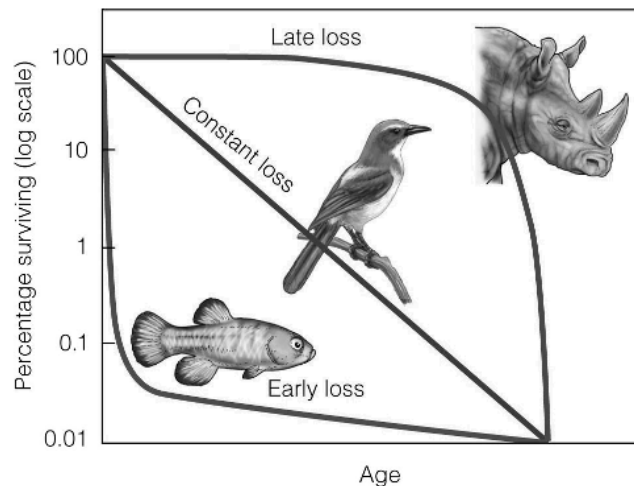 Late loss
Constant loss
Early loss
Percentage surviving (log scale)
100
10
1
0.1
0.01
Age